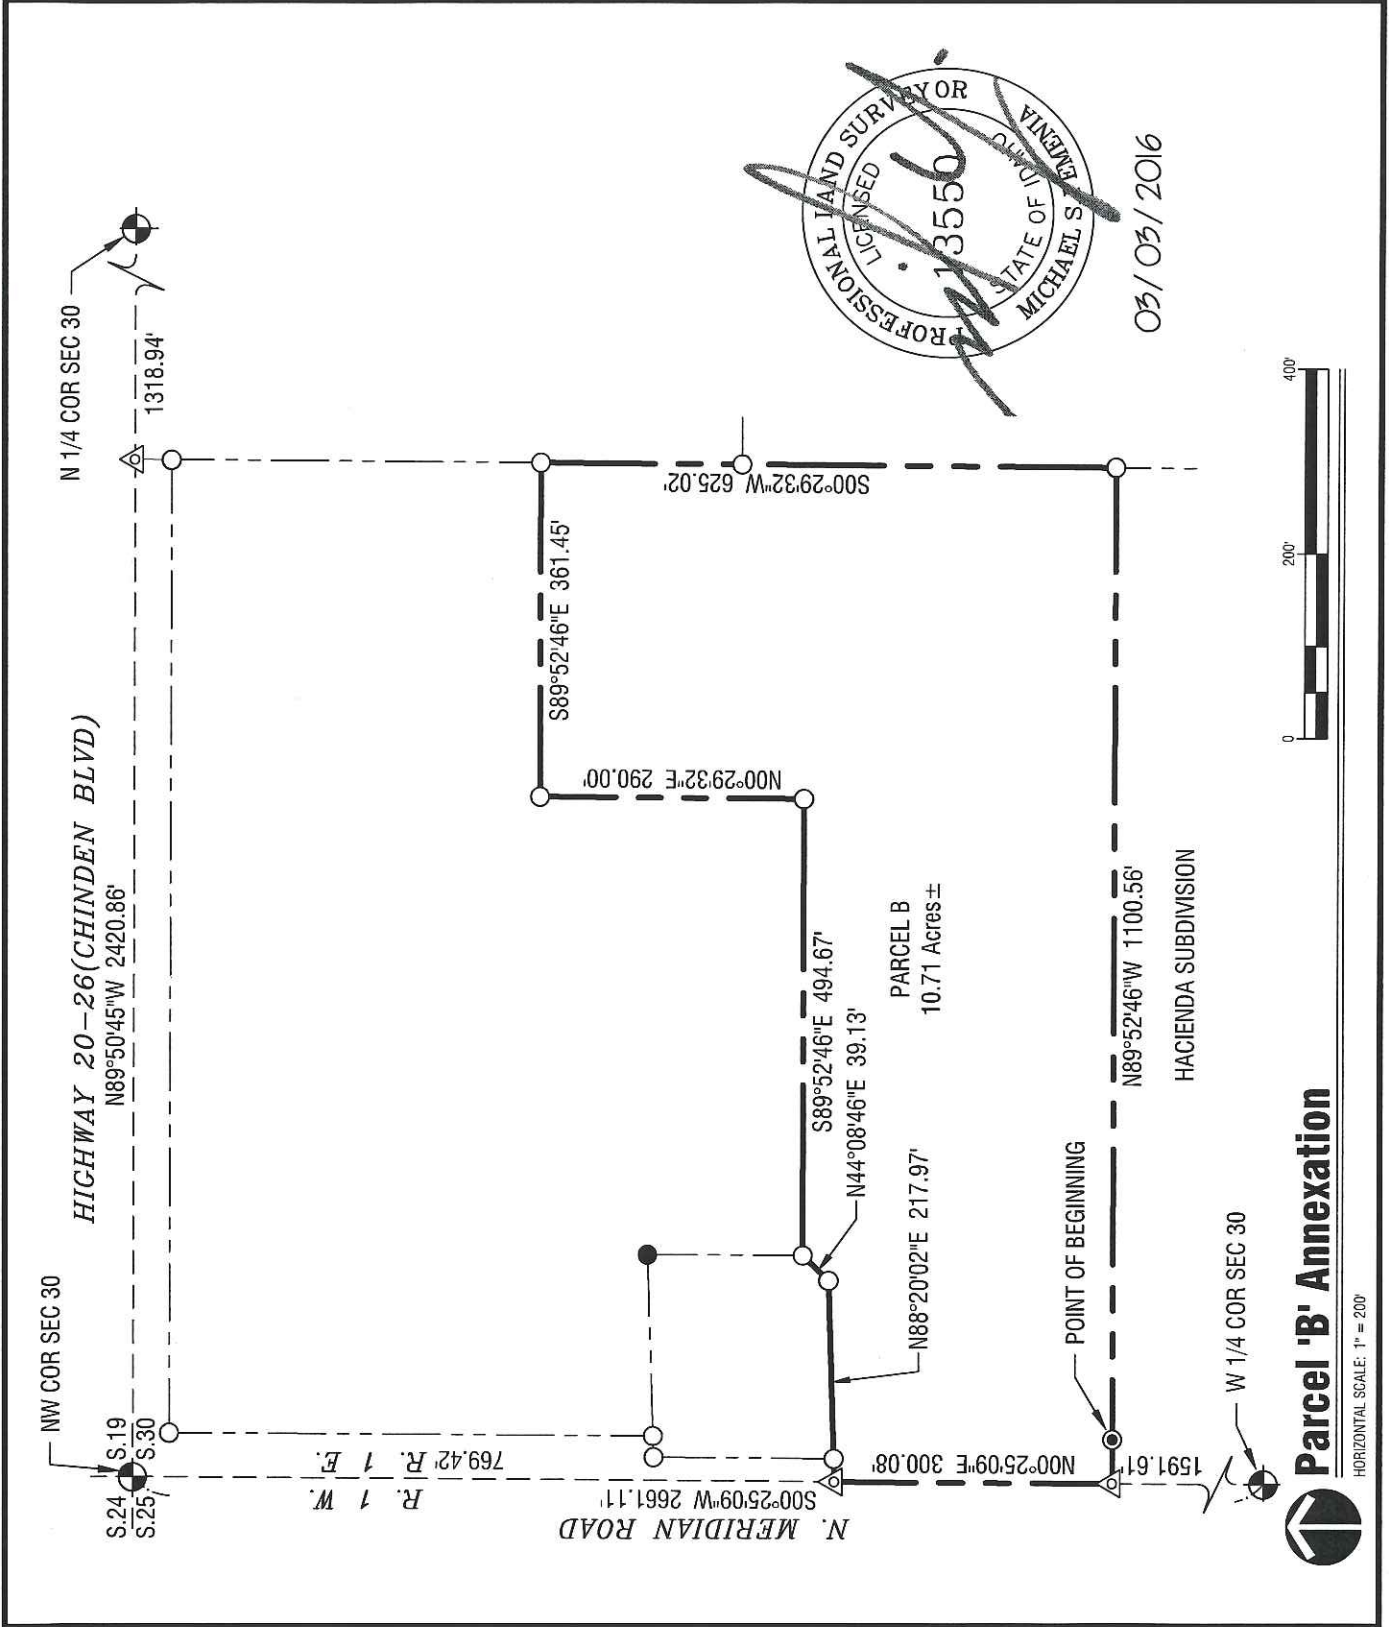 NW COR SEC 30
S.24
S.19
S.25
S.30
HIGHWAY 20-26(CHINDEN BLVD)
N89°50'45"W 2420.86'
N 1/4 COR SEC 30
1318.94'
R. 1 W.
R. 1 E.
769.42'
N. MERIDIAN ROAD
S00°25'09"W 2661.11'
S89°52'46"E 361.45'
N00°29'32"E 290.00'
S00°29'32"W 625.02'
S89°52'46"E 494.67'
N44°08'46"E 39.13'
N88°20'02"E 217.97'
PARCEL B
10.71 Acres±
N00°25'09"E 300.08'
POINT OF BEGINNING
N89°52'46"W 1100.56'
HACIENDA SUBDIVISION
1591.61'
W 1/4 COR SEC 30
PROFESSIONAL LAND SURVEYOR
LICENSED
13550
STATE OF IDAHO
MICHAEL S
EMENIA
03/03/2016
Parcel 'B' Annexation
HORIZONTAL SCALE: 1" = 200'
0 200' 400'